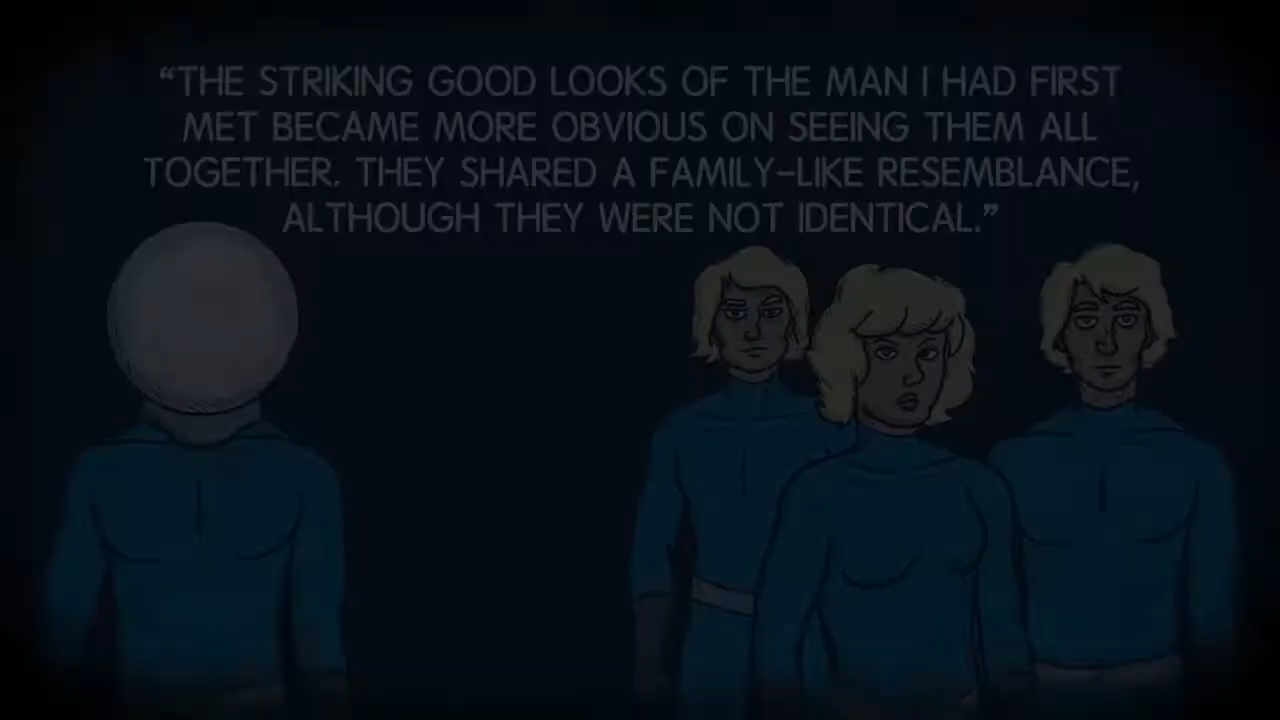 “THE STRIKING GOOD LOOKS OF THE MAN I HAD FIRST
MET BECAME MORE OBVIOUS ON SEEING THEM ALL
TOGETHER. THEY SHARED A FAMILY-LIKE RESEMBLANCE,
ALTHOUGH THEY WERE NOT IDENTICAL.”